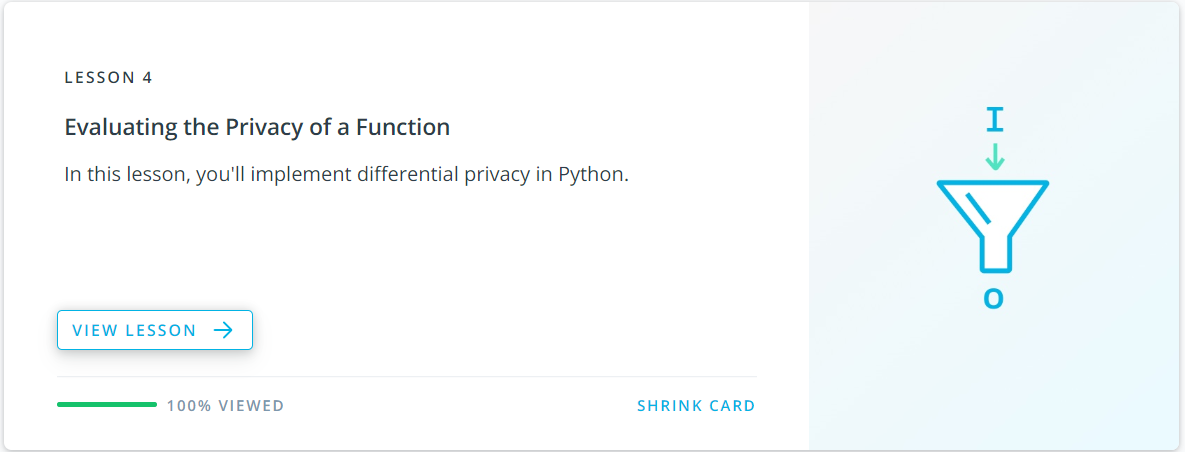 LESSON 4
Evaluating the Privacy of a Function
In this lesson, you'll implement differential privacy in Python.
VIEW LESSON
100% VIEWED
SHRINK CARD
I
O